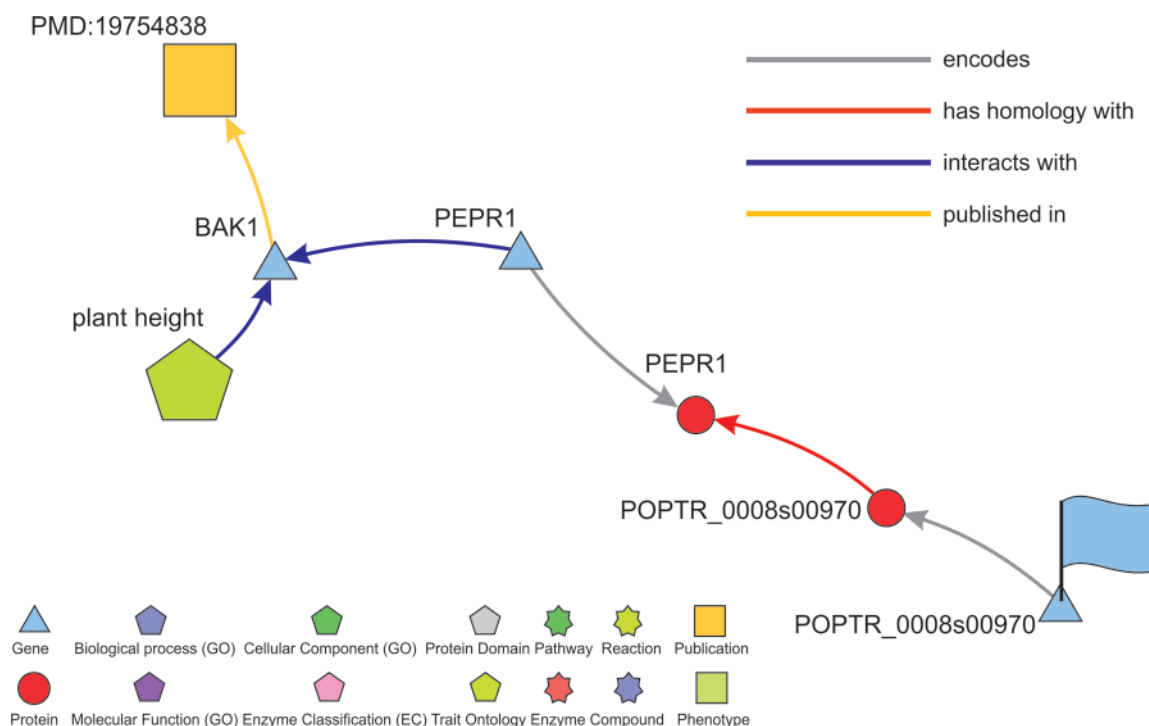 PMD:19754838
encodes
has homology with
interacts with
published in
BAK1
PEPR1
plant height
PEPR1
POPTR_0008s00970
POPTR_0008s00970
Gene Biological process (GO) Cellular Component (GO) Protein Domain Pathway Reaction Publication
Protein Molecular Function (GO) Enzyme Classification (EC) Trait Ontology Enzyme Compound Phenotype